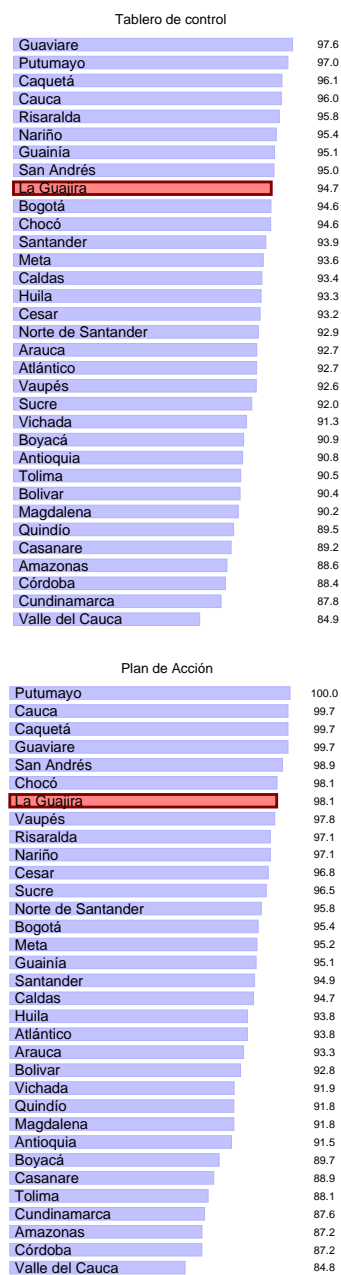 Tablero de control
Guaviare 97.6
Putumayo 97.0
Caquetá 96.1
Cauca 96.0
Risaralda 95.8
Nariño 95.4
Guainía 95.1
San Andrés 95.0
La Guajira 94.7
Bogotá 94.6
Chocó 94.6
Santander 93.9
Meta 93.6
Caldas 93.4
Huila 93.3
Cesar 93.2
Norte de Santander 92.9
Arauca 92.7
Atlántico 92.7
Vaupés 92.6
Sucre 92.0
Vichada 91.3
Boyacá 90.9
Antioquia 90.8
Tolima 90.5
Bolivar 90.4
Magdalena 90.2
Quindío 89.5
Casanare 89.2
Amazonas 88.6
Córdoba 88.4
Cundinamarca 87.8
Valle del Cauca 84.9
Plan de Acción
Putumayo 100.0
Cauca 99.7
Caquetá 99.7
Guaviare 99.7
San Andrés 98.9
Chocó 98.1
La Guajira 98.1
Vaupés 97.8
Risaralda 97.1
Nariño 97.1
Cesar 96.8
Sucre 96.5
Norte de Santander 95.8
Bogotá 95.4
Meta 95.2
Guainía 95.1
Santander 94.9
Caldas 94.7
Huila 93.8
Atlántico 93.8
Arauca 93.3
Bolivar 92.8
Vichada 91.9
Quindío 91.8
Magdalena 91.8
Antioquia 91.5
Boyacá 89.7
Casanare 88.9
Tolima 88.1
Cundinamarca 87.6
Amazonas 87.2
Córdoba 87.2
Valle del Cauca 84.8